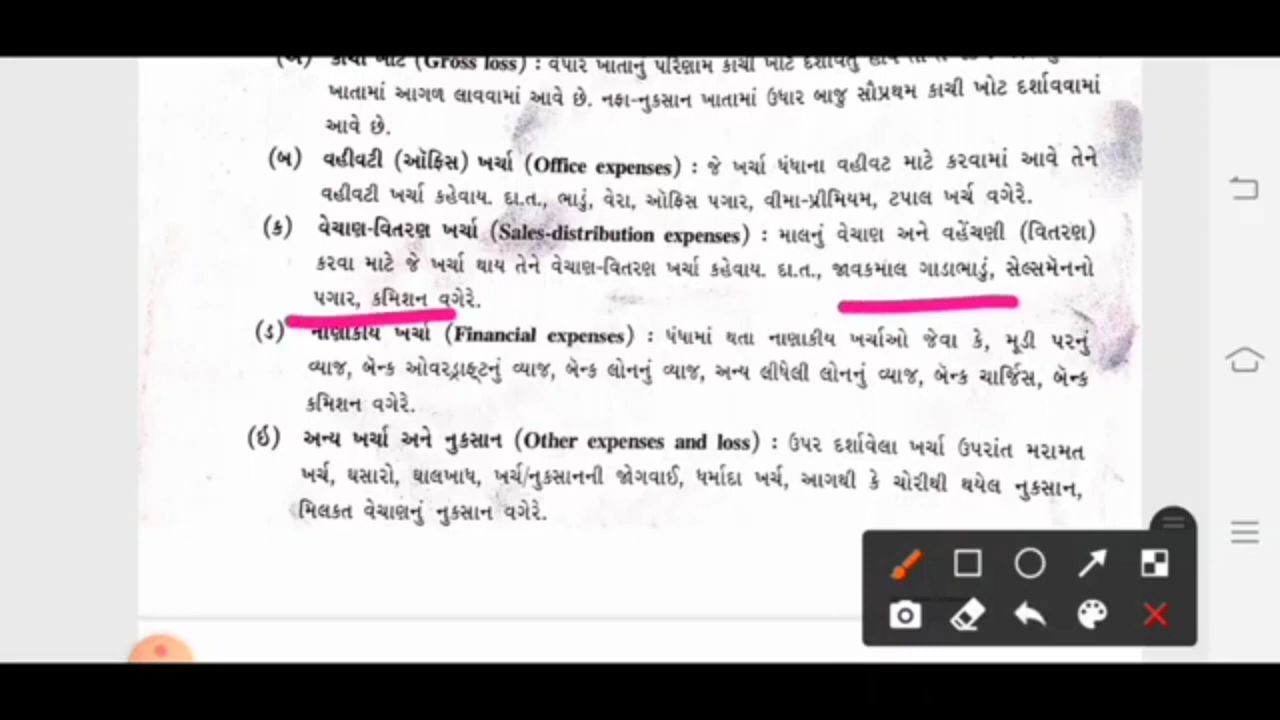 કાચી ખોટ (Gross loss) : વેપાર ખાતાનું પરિણામ કાચી ખોટ દર્શાવતું
ખાતામાં આગળ લાવવામાં આવે છે. નફા-નુકસાન ખાતામાં ઉધાર બાજુ સૌપ્રથમ કાચી ખોટ દર્શાવવામાં
આવે છે.
(બ) વહીવટી (ઑફિસ) ખર્ચા (Office expenses) : જે ખર્ચા ધંધાના વહીવટ માટે કરવામાં આવે તેને
વહીવટી ખર્ચા કહેવાય. દા.ત., ભાડું, વેરા, ઑફિસ પગાર, વીમા-પ્રીમિયમ, ટપાલ ખર્ચ વગેરે.
(ક) વેચાણ-વિતરણ ખર્ચા (Sales-distribution expenses) : માલનું વેચાણ અને વહેંચણી (વિતરણ)
કરવા માટે જે ખર્ચા થાય તેને વેચાણ-વિતરણ ખર્ચા કહેવાય. દા.ત., જાવકમાલ ગાડાભાડું, સેલ્સમૅનનો
પગાર, કમિશન વગેરે.
(ડ) નાણાકીય ખર્ચા (Financial expenses) : ધંધામાં થતા નાણાકીય ખર્ચાઓ જેવા કે, મૂડી પરનું
વ્યાજ, બૅન્ક ઓવરડ્રાફ્ટનું વ્યાજ, બૅન્ક લોનનું વ્યાજ, અન્ય લીધેલી લોનનું વ્યાજ, બૅન્ક ચાર્જિસ, બૅન્ક
કમિશન વગેરે.
(ઇ) અન્ય ખર્ચા અને નુકસાન (Other expenses and loss) : ઉપર દર્શાવેલા ખર્ચા ઉપરાંત મરામત
ખર્ચ, ઘસારો, ઘાલખાધ, ખર્ચ/નુકસાનની જોગવાઈ, ધર્માદા ખર્ચ, આગથી કે ચોરીથી થયેલ નુકસાન,
મિલકત વેચાણનું નુકસાન વગેરે.